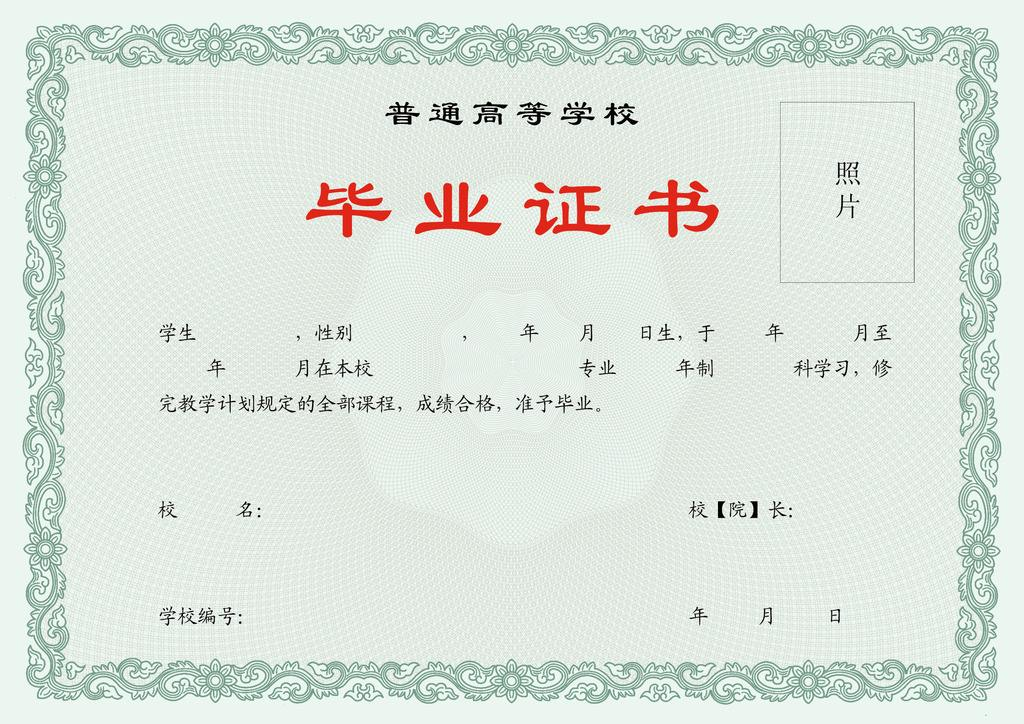 普通高等学校
毕业证书
照
片
学生 ，性别 ， 年 月 日生，于 年 月至
年 月在本校 专业 年制 科学习，修
完教学计划规定的全部课程，成绩合格，准予毕业。
校 名： 校【院】长：
学校编号： 年 月 日